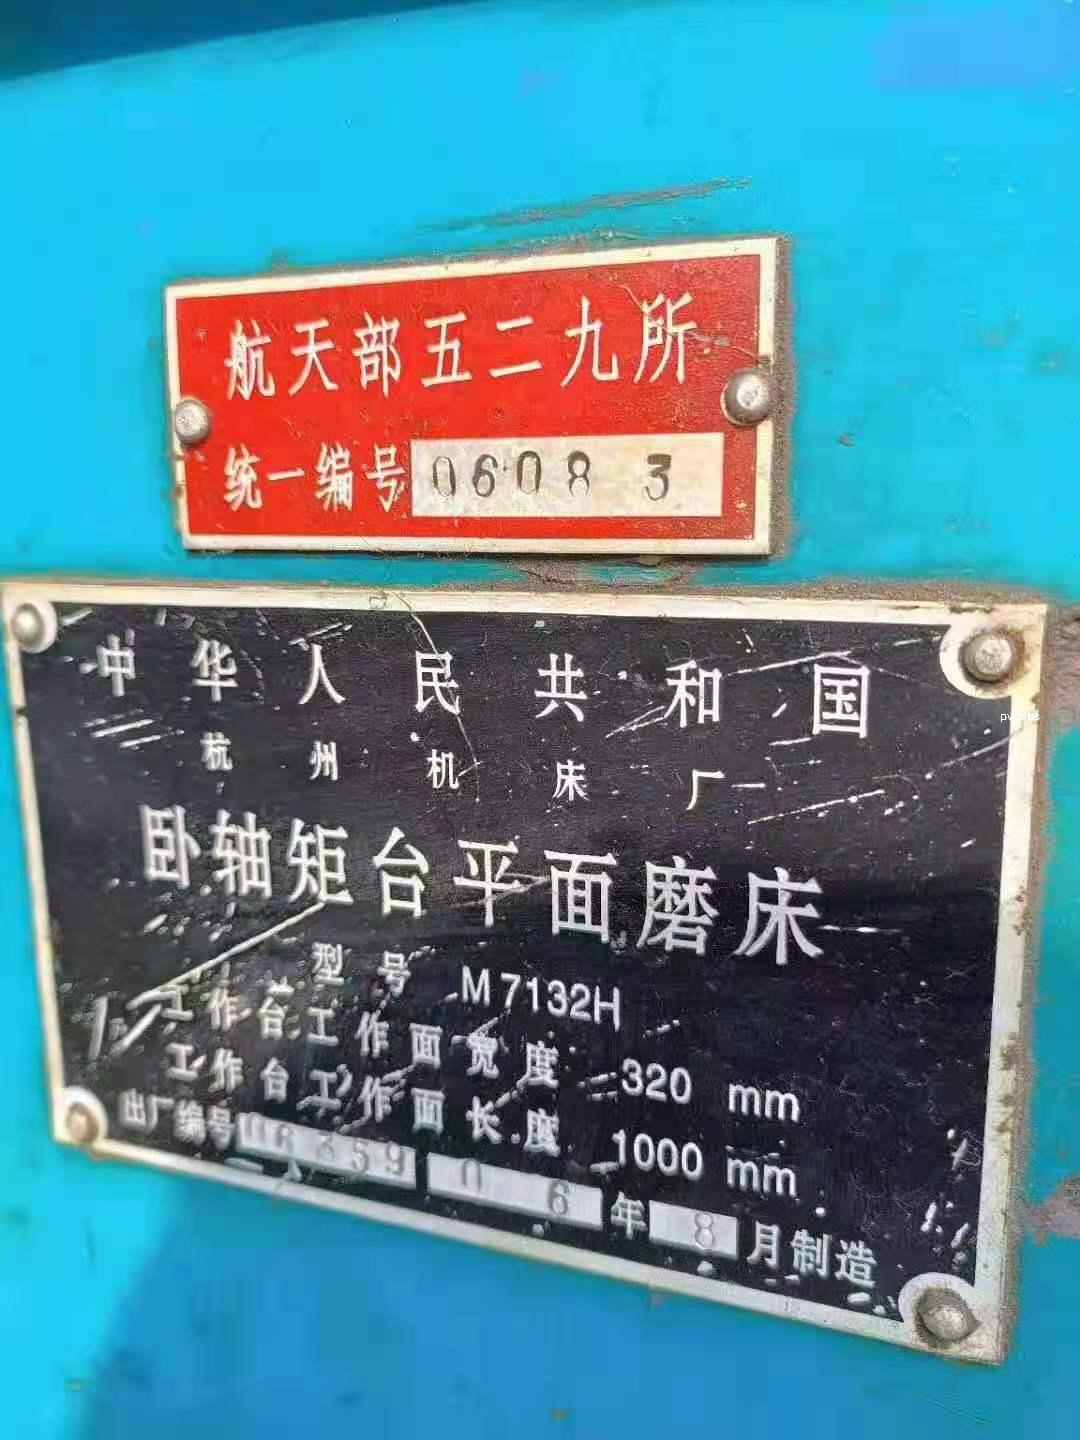 航天部五二九所
统一编号 0608 3
中华人民共和国
杭州机床厂
卧轴矩台平面磨床
型号 M7132H
工作台工作面宽度 320 mm
工作台工作面长度 1000 mm
出厂编号 06859 06年8月制造